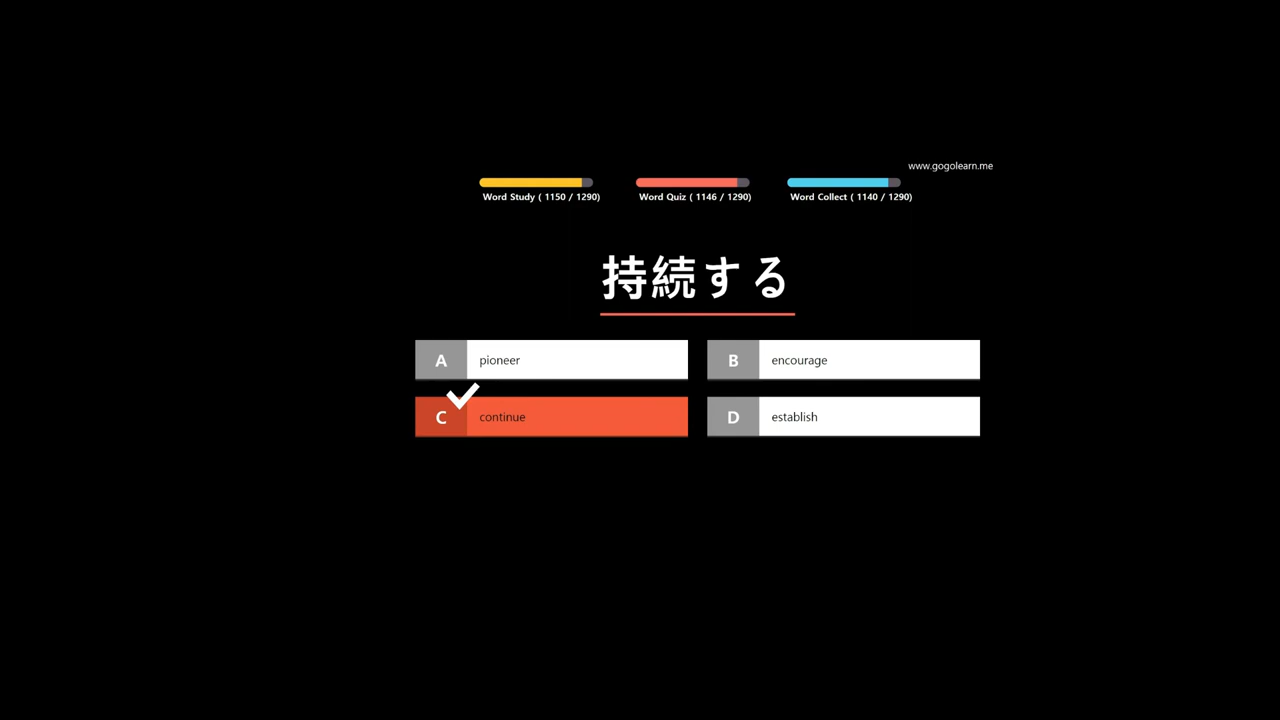 www.gogolearn.me
Word Study ( 1150 / 1290) Word Quiz ( 1146 / 1290) Word Collect ( 1140 / 1290)
持続する
A pioneer
B encourage
C continue
D establish